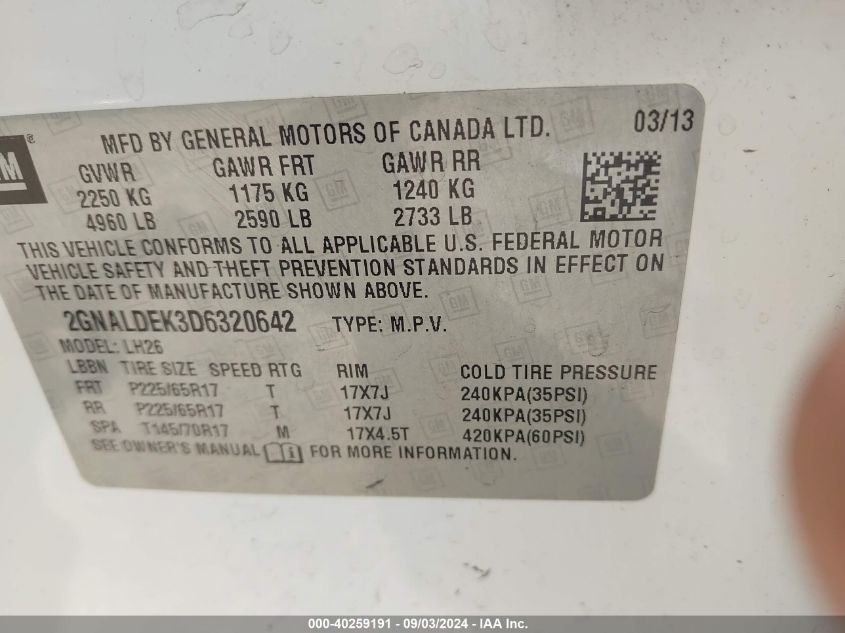 MFD BY GENERAL MOTORS OF CANADA LTD. 03/13
GM ®
GVWR GAWR FRT GAWR RR
2250 KG 1175 KG 1240 KG
4960 LB 2590 LB 2733 LB
THIS VEHICLE CONFORMS TO ALL APPLICABLE U.S. FEDERAL MOTOR
VEHICLE SAFETY AND THEFT PREVENTION STANDARDS IN EFFECT ON
THE DATE OF MANUFACTURE SHOWN ABOVE.
2GNALDEK3D6320642 TYPE: M.P.V.
MODEL: LH26
LBBN TIRE SIZE SPEED RTG RIM COLD TIRE PRESSURE
FRT P225/65R17 T 17X7J 240KPA(35PSI)
RR P225/65R17 T 17X7J 240KPA(35PSI)
SPA T145/70R17 M 17X4.5T 420KPA(60PSI)
SEE OWNER'S MANUAL FOR MORE INFORMATION.
000-40259191 - 09/03/2024 - IAA Inc.